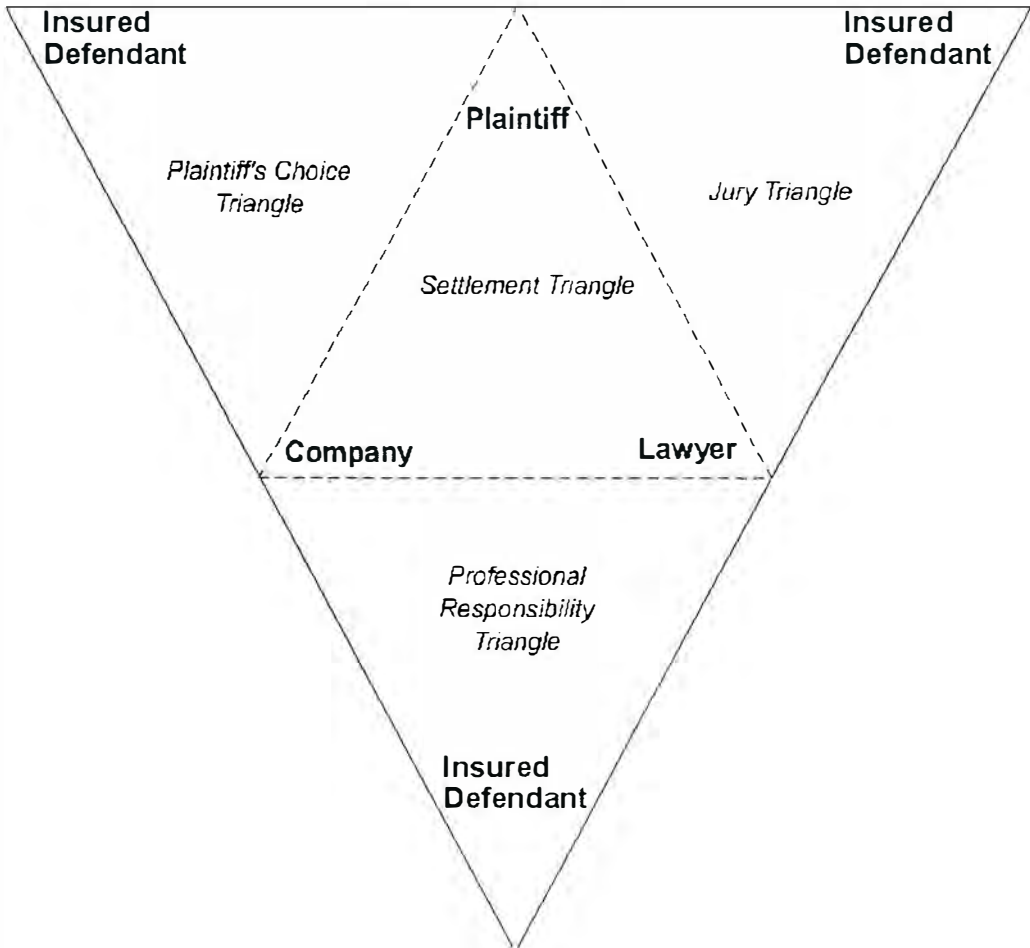 Insured
Defendant
Insured
Defendant
Plaintiff
Plaintiff's Choice
Triangle
Jury Triangle
Settlement Triangle
Company
Lawyer
Professional
Responsibility
Triangle
Insured
Defendant